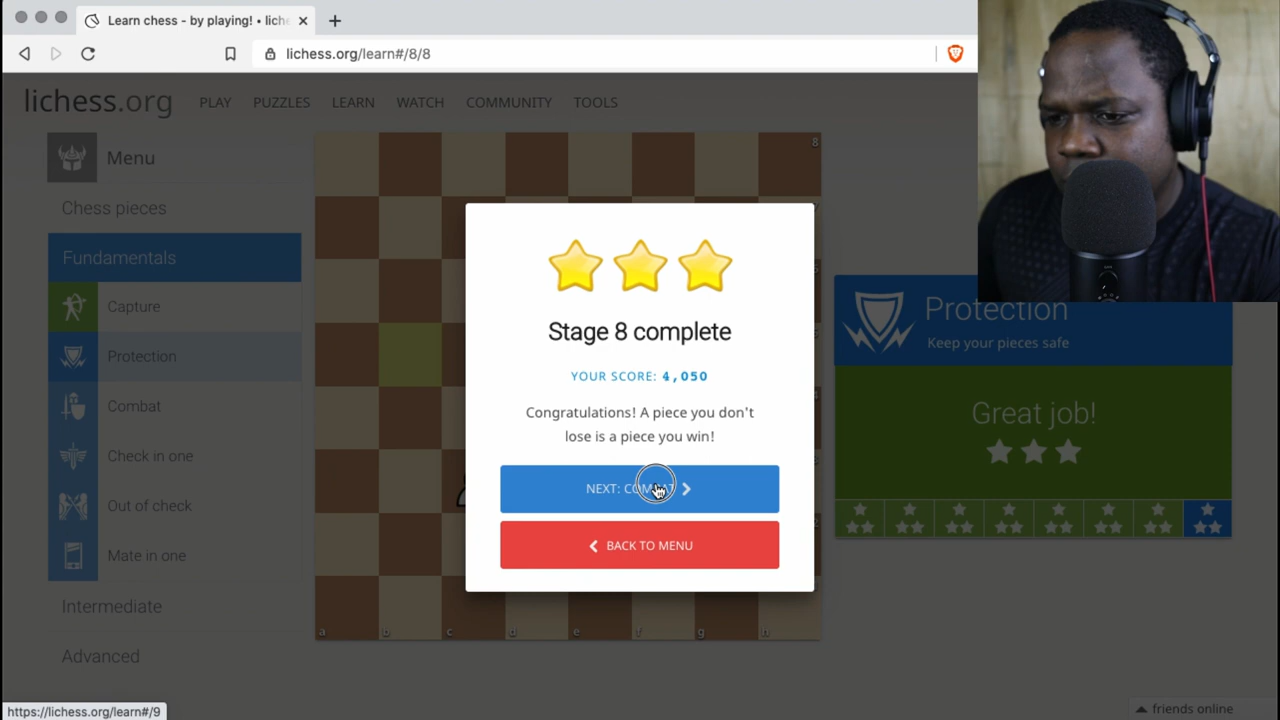 Learn chess - by playing! • lich
lichess.org/learn#/8/8
lichess.org
PLAY
PUZZLES
LEARN
WATCH
COMMUNITY
TOOLS
Menu
Chess pieces
Fundamentals
Capture
Protection
Combat
Check in one
Out of check
Mate in one
Intermediate
Advanced
8
Stage 8 complete
YOUR SCORE: 4,050
Congratulations! A piece you don't
lose is a piece you win!
NEXT: COMBAT
BACK TO MENU
a b c d e f g h
Protection
Keep your pieces safe
Great job!
https://lichess.org/learn#/9
friends online